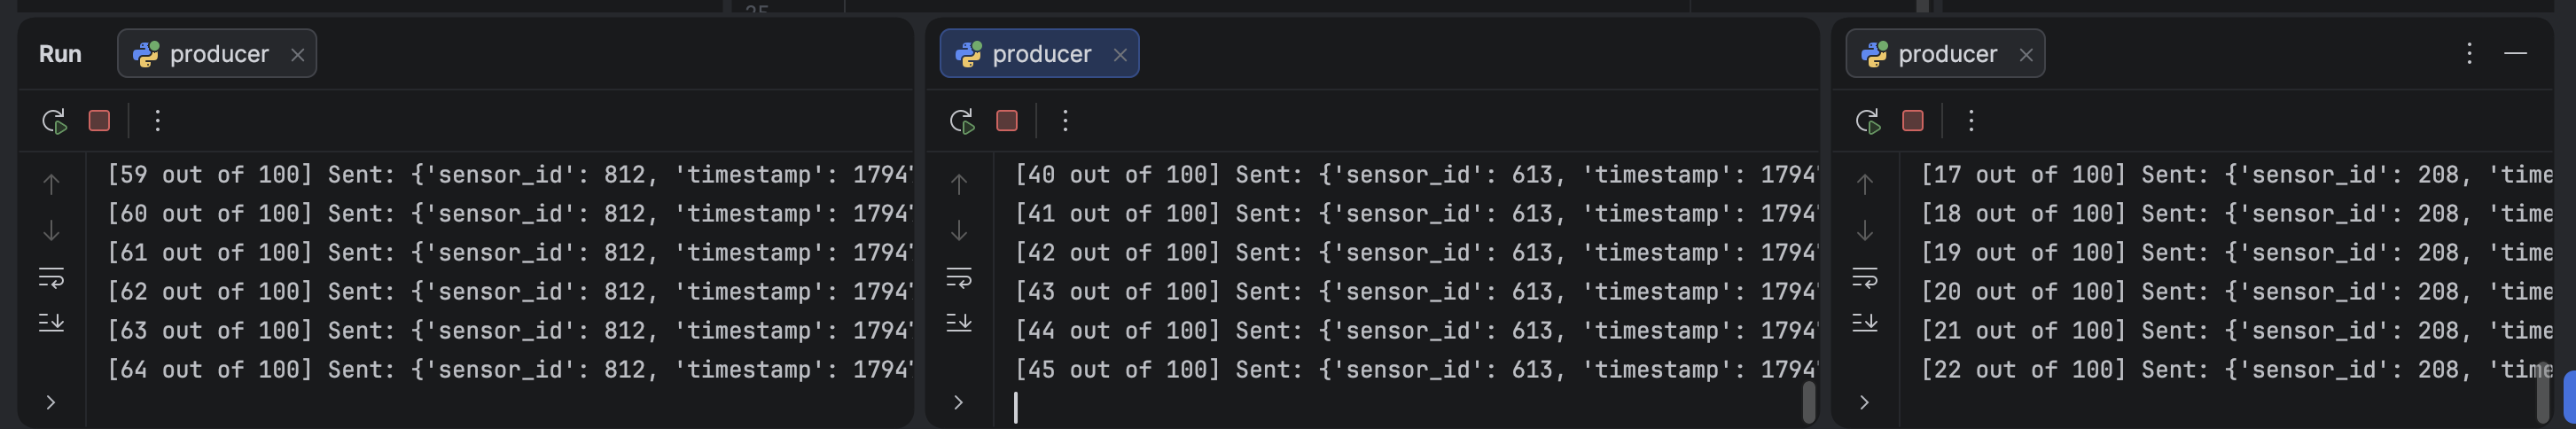 Run
producer
[59 out of 100] Sent: {'sensor_id': 812, 'timestamp': 1794
[60 out of 100] Sent: {'sensor_id': 812, 'timestamp': 1794
[61 out of 100] Sent: {'sensor_id': 812, 'timestamp': 1794
[62 out of 100] Sent: {'sensor_id': 812, 'timestamp': 1794
[63 out of 100] Sent: {'sensor_id': 812, 'timestamp': 1794
[64 out of 100] Sent: {'sensor_id': 812, 'timestamp': 1794
producer
[40 out of 100] Sent: {'sensor_id': 613, 'timestamp': 1794
[41 out of 100] Sent: {'sensor_id': 613, 'timestamp': 1794
[42 out of 100] Sent: {'sensor_id': 613, 'timestamp': 1794
[43 out of 100] Sent: {'sensor_id': 613, 'timestamp': 1794
[44 out of 100] Sent: {'sensor_id': 613, 'timestamp': 1794
[45 out of 100] Sent: {'sensor_id': 613, 'timestamp': 1794
producer
[17 out of 100] Sent: {'sensor_id': 208, 'time
[18 out of 100] Sent: {'sensor_id': 208, 'time
[19 out of 100] Sent: {'sensor_id': 208, 'time
[20 out of 100] Sent: {'sensor_id': 208, 'time
[21 out of 100] Sent: {'sensor_id': 208, 'time
[22 out of 100] Sent: {'sensor_id': 208, 'time